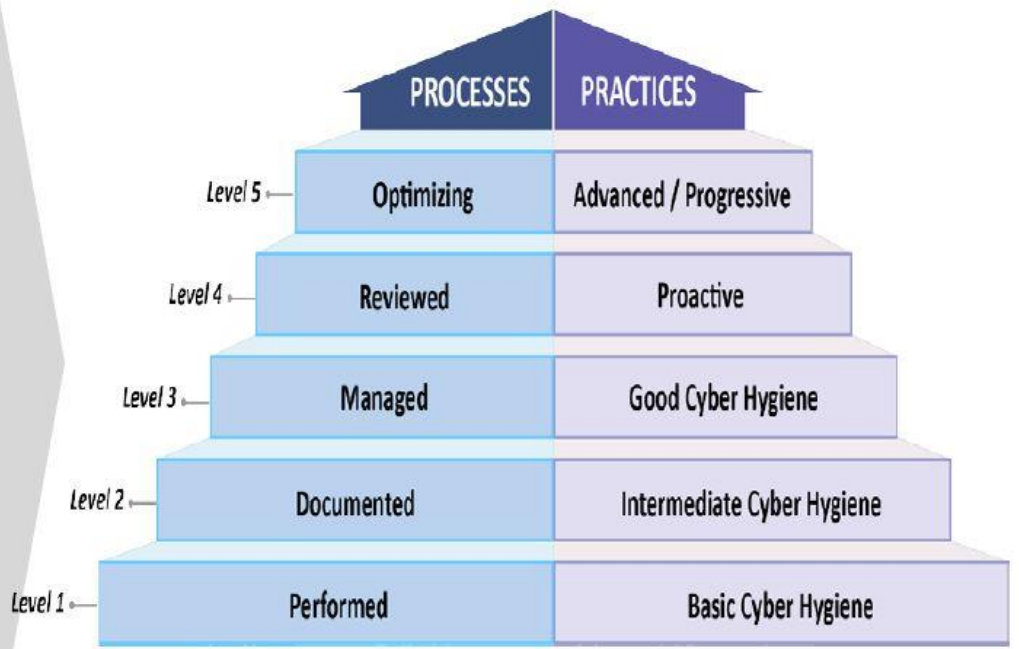 PROCESSES PRACTICES
Level 5 Optimizing Advanced / Progressive
Level 4 Reviewed Proactive
Level 3 Managed Good Cyber Hygiene
Level 2 Documented Intermediate Cyber Hygiene
Level 1 Performed Basic Cyber Hygiene